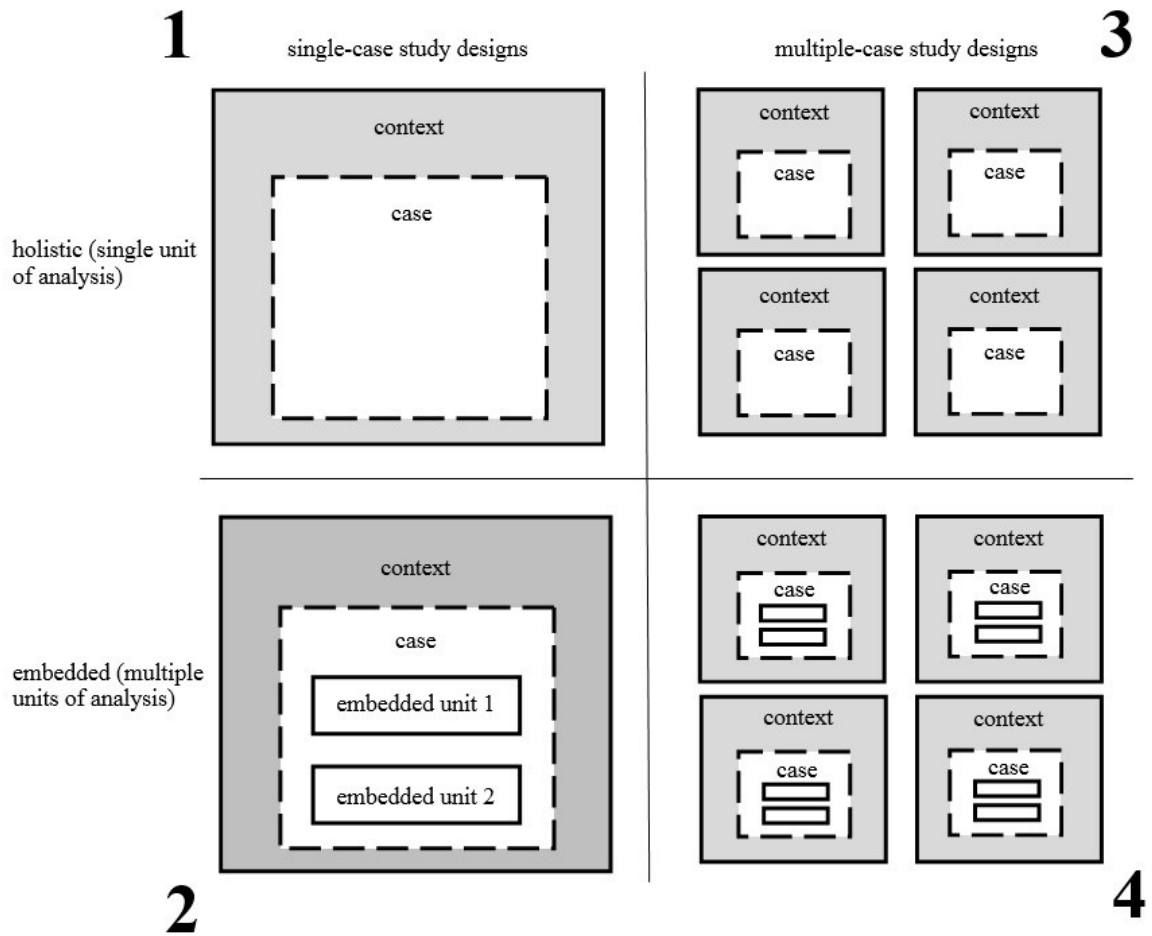 1
single-case study designs
multiple-case study designs
3
context
case
holistic (single unit
of analysis)
context
case
context
case
context
case
context
case
context
case
embedded unit 1
embedded unit 2
embedded (multiple
units of analysis)
context
case
context
case
context
case
context
case
2
4